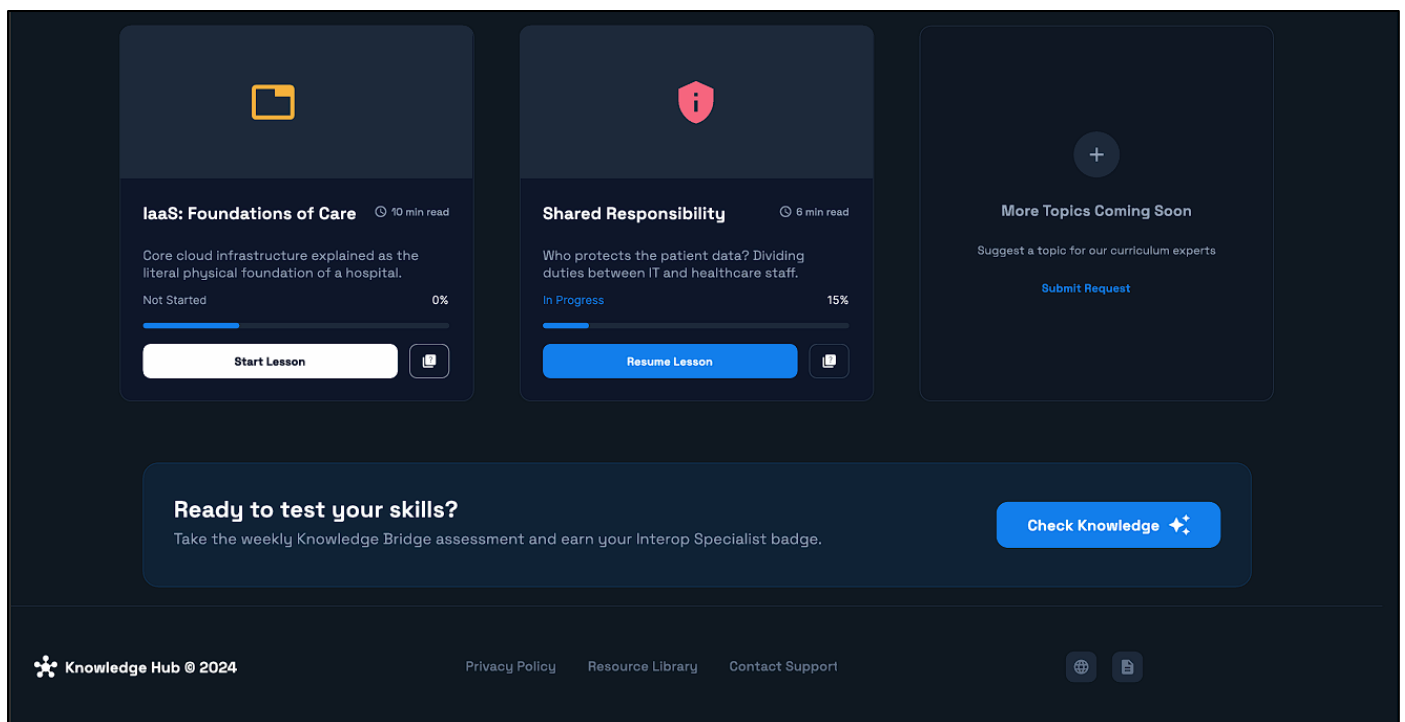 IaaS: Foundations of Care
10 min read
Core cloud infrastructure explained as the
literal physical foundation of a hospital.
Not Started
0%
Start Lesson
Shared Responsibility
6 min read
Who protects the patient data? Dividing
duties between IT and healthcare staff.
In Progress
15%
Resume Lesson
More Topics Coming Soon
Suggest a topic for our curriculum experts
Submit Request
Ready to test your skills?
Take the weekly Knowledge Bridge assessment and earn your Interop Specialist badge.
Check Knowledge
Knowledge Hub © 2024
Privacy Policy
Resource Library
Contact Support